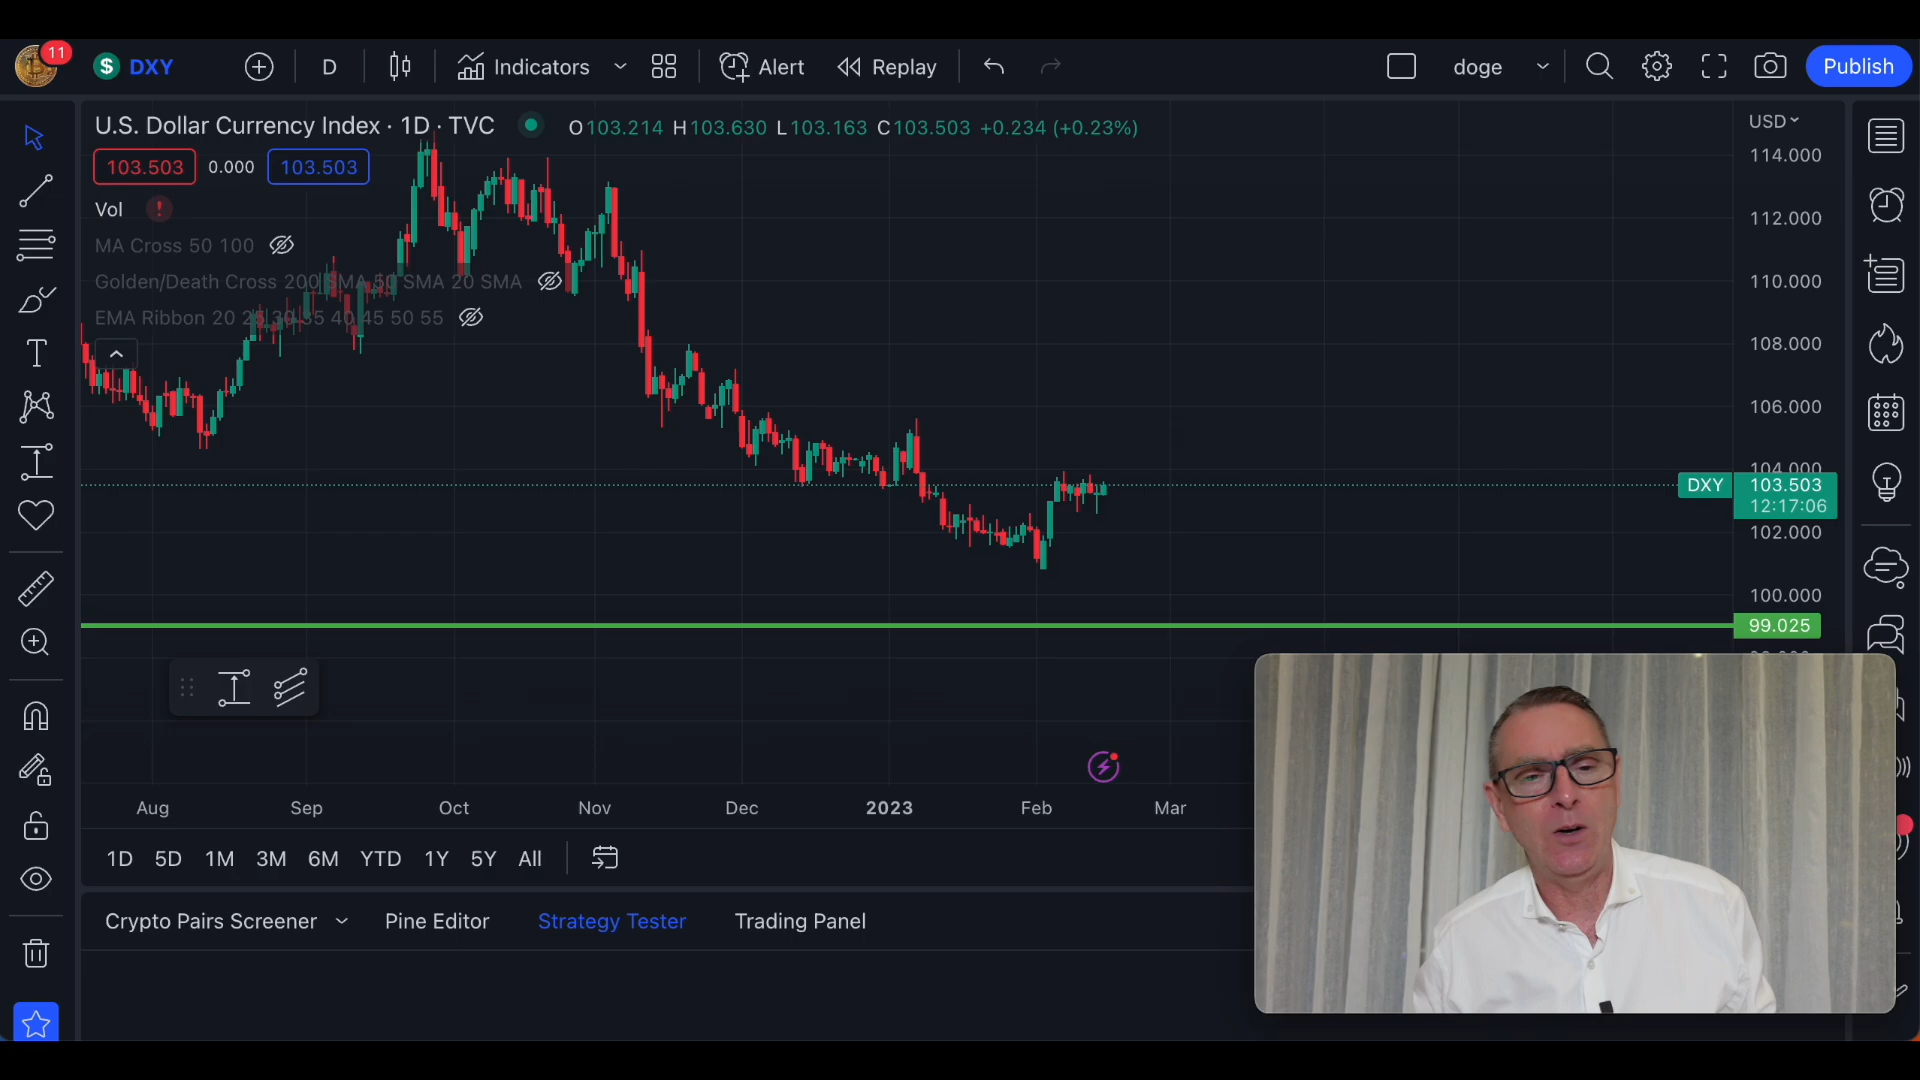 11
$ DXY
D
Indicators
Alert
Replay
doge
Publish
U.S. Dollar Currency Index · 1D · TVC
O103.214 H103.630 L103.163 C103.503 +0.234 (+0.23%)
USD
103.503 0.000 103.503
Vol !
MA Cross 50 100
Golden/Death Cross 200 SMA 50 SMA 20 SMA
EMA Ribbon 20 25 30 35 40 45 50 55
114.000
112.000
110.000
108.000
106.000
104.000
DXY 103.503
12:17:06
102.000
100.000
99.025
Aug Sep Oct Nov Dec 2023 Feb Mar
1D 5D 1M 3M 6M YTD 1Y 5Y All
Crypto Pairs Screener Pine Editor Strategy Tester Trading Panel